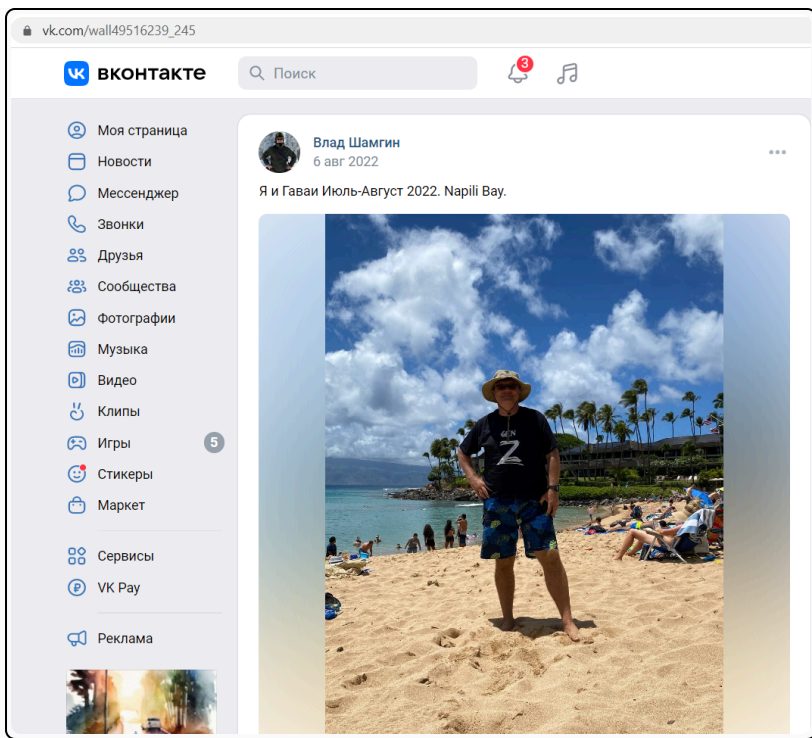 vk.com/wall49516239_245
вконтакте
Поиск
3
Моя страница
Новости
Мессенджер
Звонки
Друзья
Сообщества
Фотографии
Музыка
Видео
Клипы
Игры
5
Стикеры
Маркет
Сервисы
VK Pay
Реклама
Влад Шамгин
6 авг 2022
Я и Гаваи Июль-Август 2022. Napili Bay.
GEN
Z